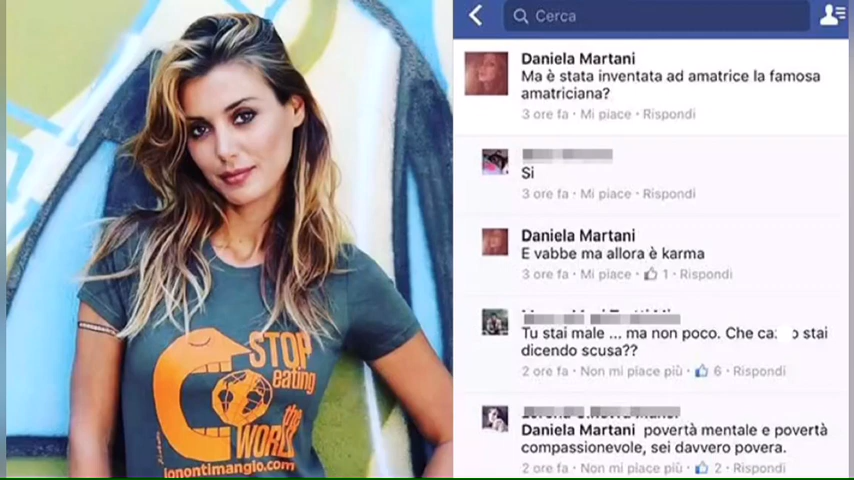 STOP
eating
the
WORLD
ionontimangio.com
Cerca
Daniela Martani
Ma è stata inventata ad amatrice la famosa
amatriciana?
3 ore fa · Mi piace · Rispondi
Si
3 ore fa · Mi piace · Rispondi
Daniela Martani
E vabbe ma allora è karma
3 ore fa · Mi piace · 1 · Rispondi
Tu stai male ... ma non poco. Che ca o stai
dicendo scusa??
2 ore fa · Non mi piace più · 6 · Rispondi
Daniela Martani povertà mentale e povertà
compassionevole, sei davvero povera.
2 ore fa · Non mi piace più · 2 · Rispondi